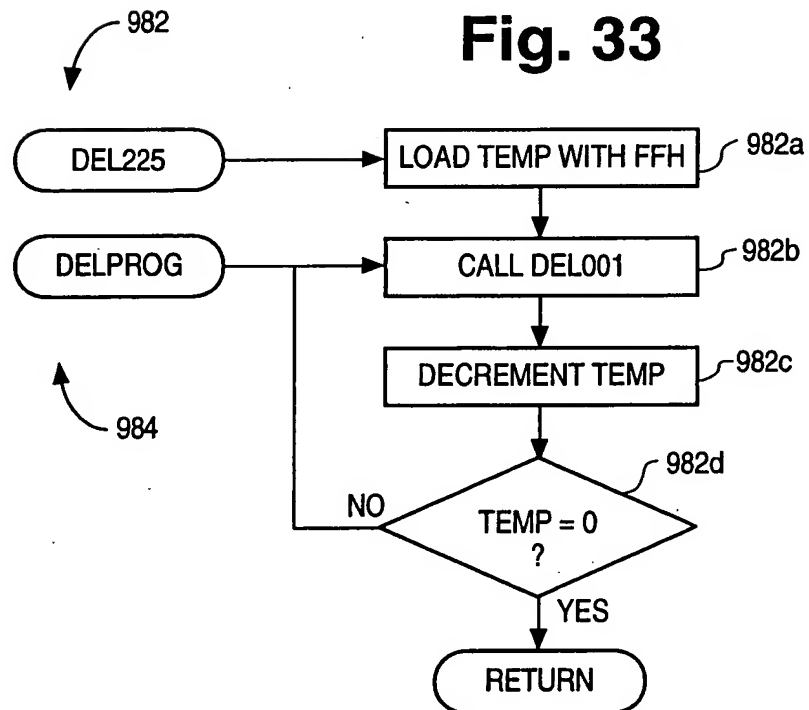 982
Fig. 33
DEL225
LOAD TEMP WITH FFH
982a
DELPROG
CALL DEL001
982b
DECREMENT TEMP
982c
984
982d
NO
TEMP = 0
?
YES
RETURN